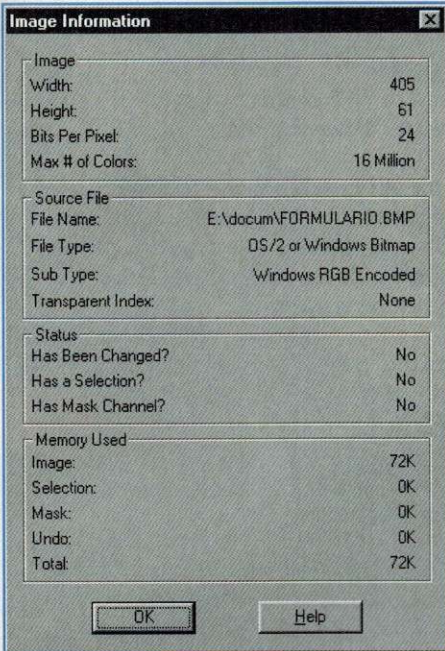 Image Information
Image
Width: 405
Height: 61
Bits Per Pixel: 24
Max # of Colors: 16 Million
Source File
File Name: E:\docum\FORMULARIO.BMP
File Type: OS/2 or Windows Bitmap
Sub Type: Windows RGB Encoded
Transparent Index: None
Status
Has Been Changed? No
Has a Selection? No
Has Mask Channel? No
Memory Used
Image: 72K
Selection: 0K
Mask: 0K
Undo: 0K
Total: 72K
OK Help